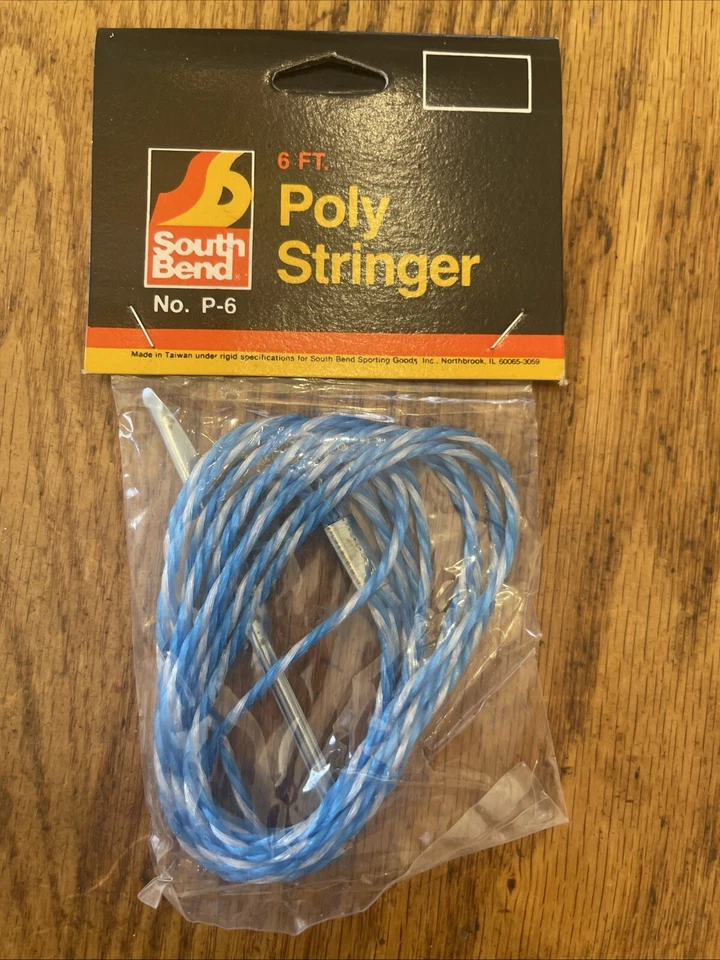 6 FT.
Poly
Stringer
South
Bend®
No. P-6
Made in Taiwan under rigid specifications for South Bend Sporting Goods, Inc., Northbrook, IL 60065-3059